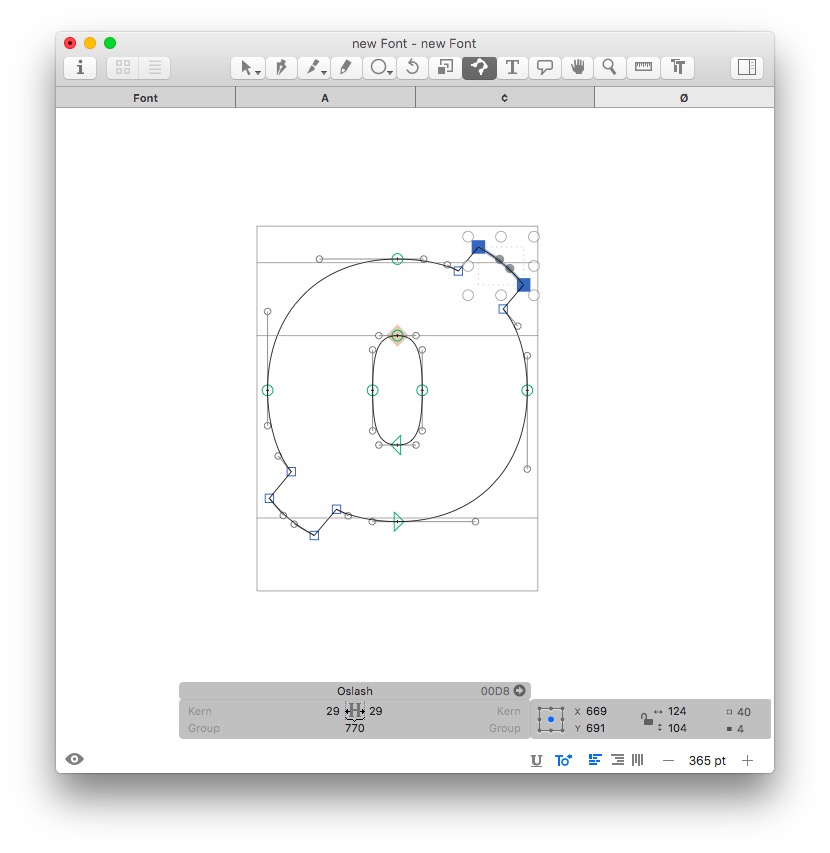 new Font - new Font
Font A ¢ Ø
Oslash 00D8
Kern 29 H 29 Kern
Group 770 Group
X 669 124 40
Y 691 104 4
U To 365 pt